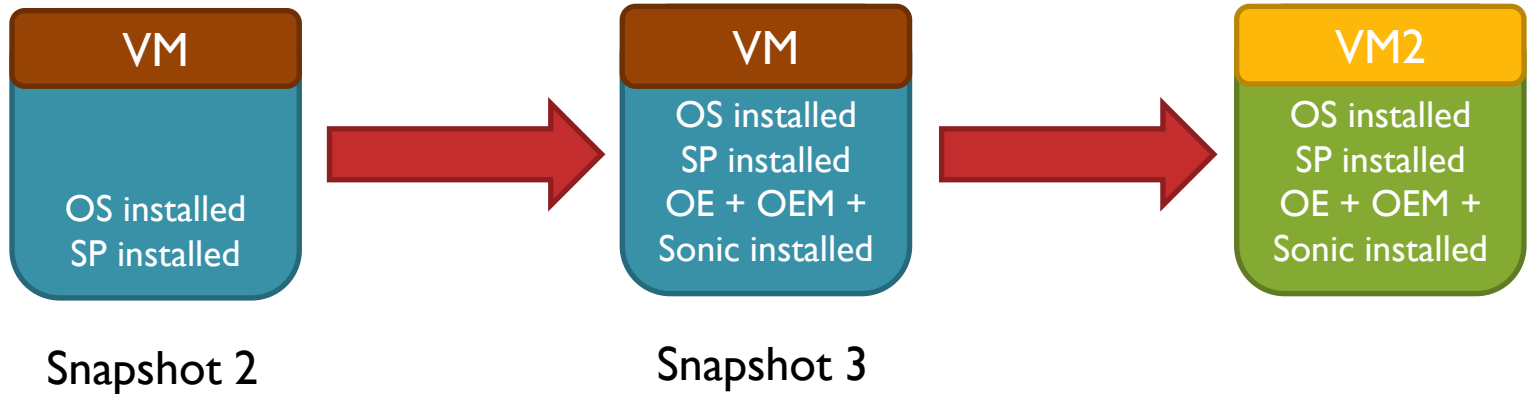 VM
OS installed
SP installed
Snapshot 2
VM
OS installed
SP installed
OE + OEM +
Sonic installed
Snapshot 3
VM2
OS installed
SP installed
OE + OEM +
Sonic installed